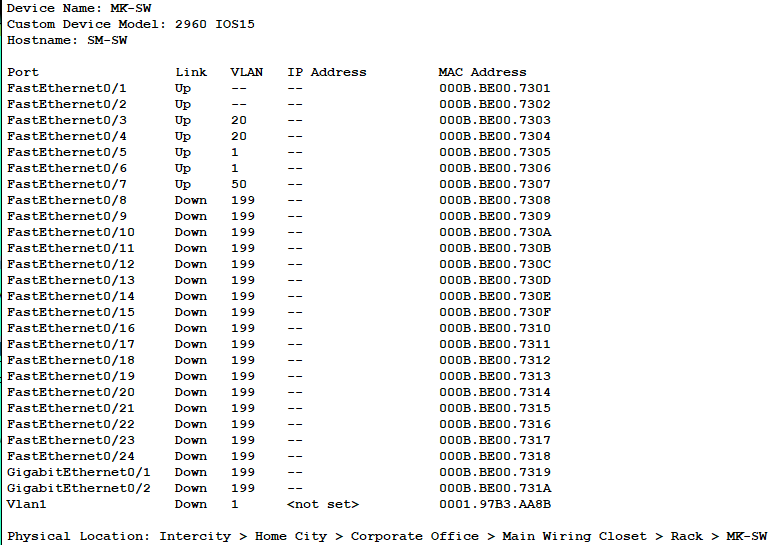 Device Name: MK-SW
Custom Device Model: 2960 IOS15
Hostname: SM-SW
Port Link VLAN IP Address MAC Address
FastEthernet0/1 Up -- -- 000B.BE00.7301
FastEthernet0/2 Up -- -- 000B.BE00.7302
FastEthernet0/3 Up 20 -- 000B.BE00.7303
FastEthernet0/4 Up 20 -- 000B.BE00.7304
FastEthernet0/5 Up 1 -- 000B.BE00.7305
FastEthernet0/6 Up 1 -- 000B.BE00.7306
FastEthernet0/7 Up 50 -- 000B.BE00.7307
FastEthernet0/8 Down 199 -- 000B.BE00.7308
FastEthernet0/9 Down 199 -- 000B.BE00.7309
FastEthernet0/10 Down 199 -- 000B.BE00.730A
FastEthernet0/11 Down 199 -- 000B.BE00.730B
FastEthernet0/12 Down 199 -- 000B.BE00.730C
FastEthernet0/13 Down 199 -- 000B.BE00.730D
FastEthernet0/14 Down 199 -- 000B.BE00.730E
FastEthernet0/15 Down 199 -- 000B.BE00.730F
FastEthernet0/16 Down 199 -- 000B.BE00.7310
FastEthernet0/17 Down 199 -- 000B.BE00.7311
FastEthernet0/18 Down 199 -- 000B.BE00.7312
FastEthernet0/19 Down 199 -- 000B.BE00.7313
FastEthernet0/20 Down 199 -- 000B.BE00.7314
FastEthernet0/21 Down 199 -- 000B.BE00.7315
FastEthernet0/22 Down 199 -- 000B.BE00.7316
FastEthernet0/23 Down 199 -- 000B.BE00.7317
FastEthernet0/24 Down 199 -- 000B.BE00.7318
GigabitEthernet0/1 Down 199 -- 000B.BE00.7319
GigabitEthernet0/2 Down 199 -- 000B.BE00.731A
Vlan1 Down 1 <not set> 0001.97B3.AA8B
Physical Location: Intercity > Home City > Corporate Office > Main Wiring Closet > Rack > MK-SW